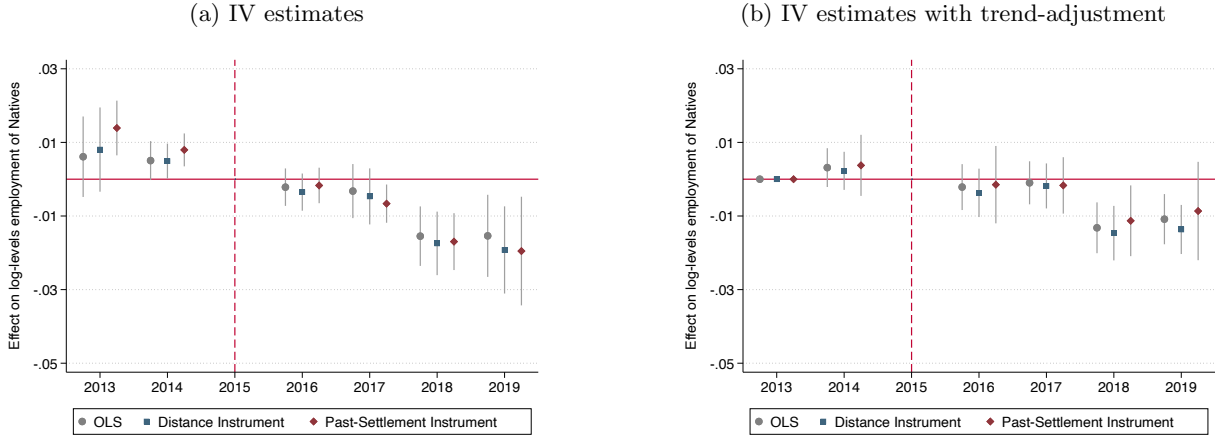 (a) IV estimates
Effect on log-levels employment of Natives
.03
.01
-.01
-.03
-.05
2013 2014 2015 2016 2017 2018 2019
OLS Distance Instrument Past-Settlement Instrument
(b) IV estimates with trend-adjustment
Effect on log-levels employment of Natives
.03
.01
-.01
-.03
-.05
2013 2014 2015 2016 2017 2018 2019
OLS Distance Instrument Past-Settlement Instrument